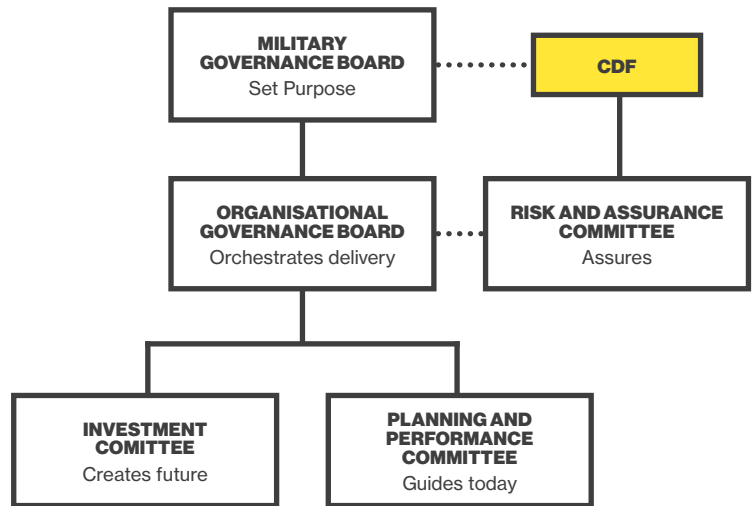 MILITARY
GOVERNANCE BOARD
Set Purpose
CDF
ORGANISATIONAL
GOVERNANCE BOARD
Orchestrates delivery
RISK AND ASSURANCE
COMMITTEE
Assures
INVESTMENT
COMITTEE
Creates future
PLANNING AND
PERFORMANCE
COMMITTEE
Guides today